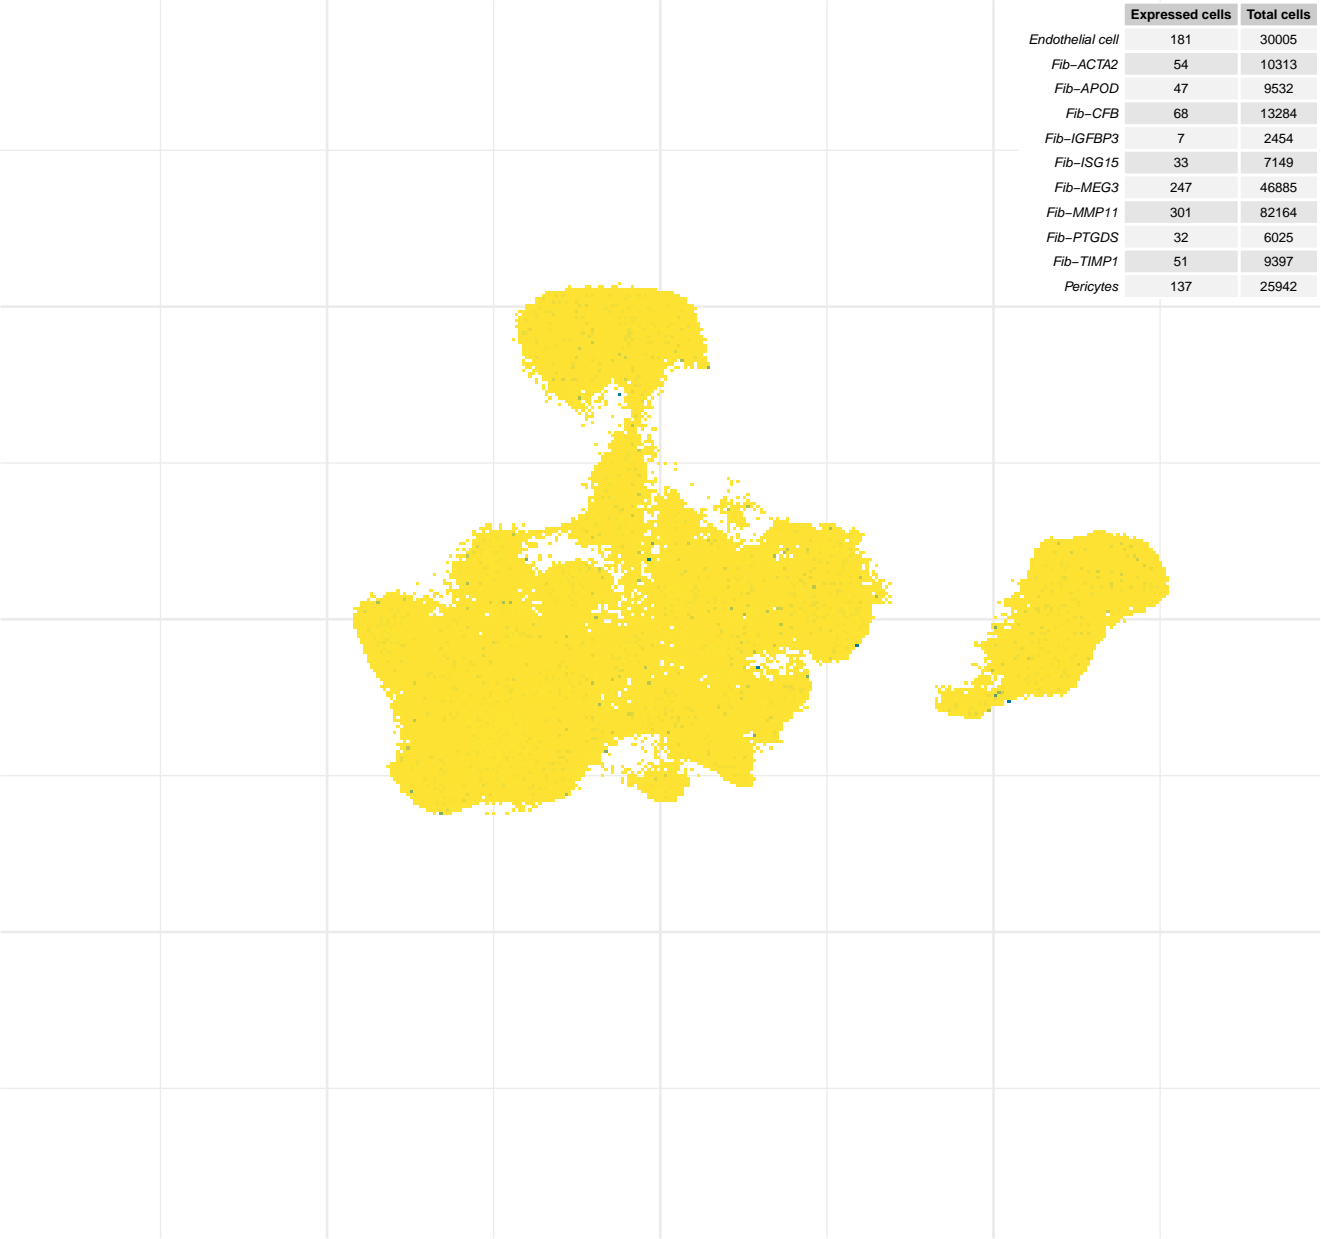 Expressed cells Total cells
Endothelial cell 181 30005
Fib−ACTA2 54 10313
Fib−APOD 47 9532
Fib−CFB 68 13284
Fib−IGFBP3 7 2454
Fib−ISG15 33 7149
Fib−MEG3 247 46885
Fib−MMP11 301 82164
Fib−PTGDS 32 6025
Fib−TIMP1 51 9397
Pericytes 137 25942